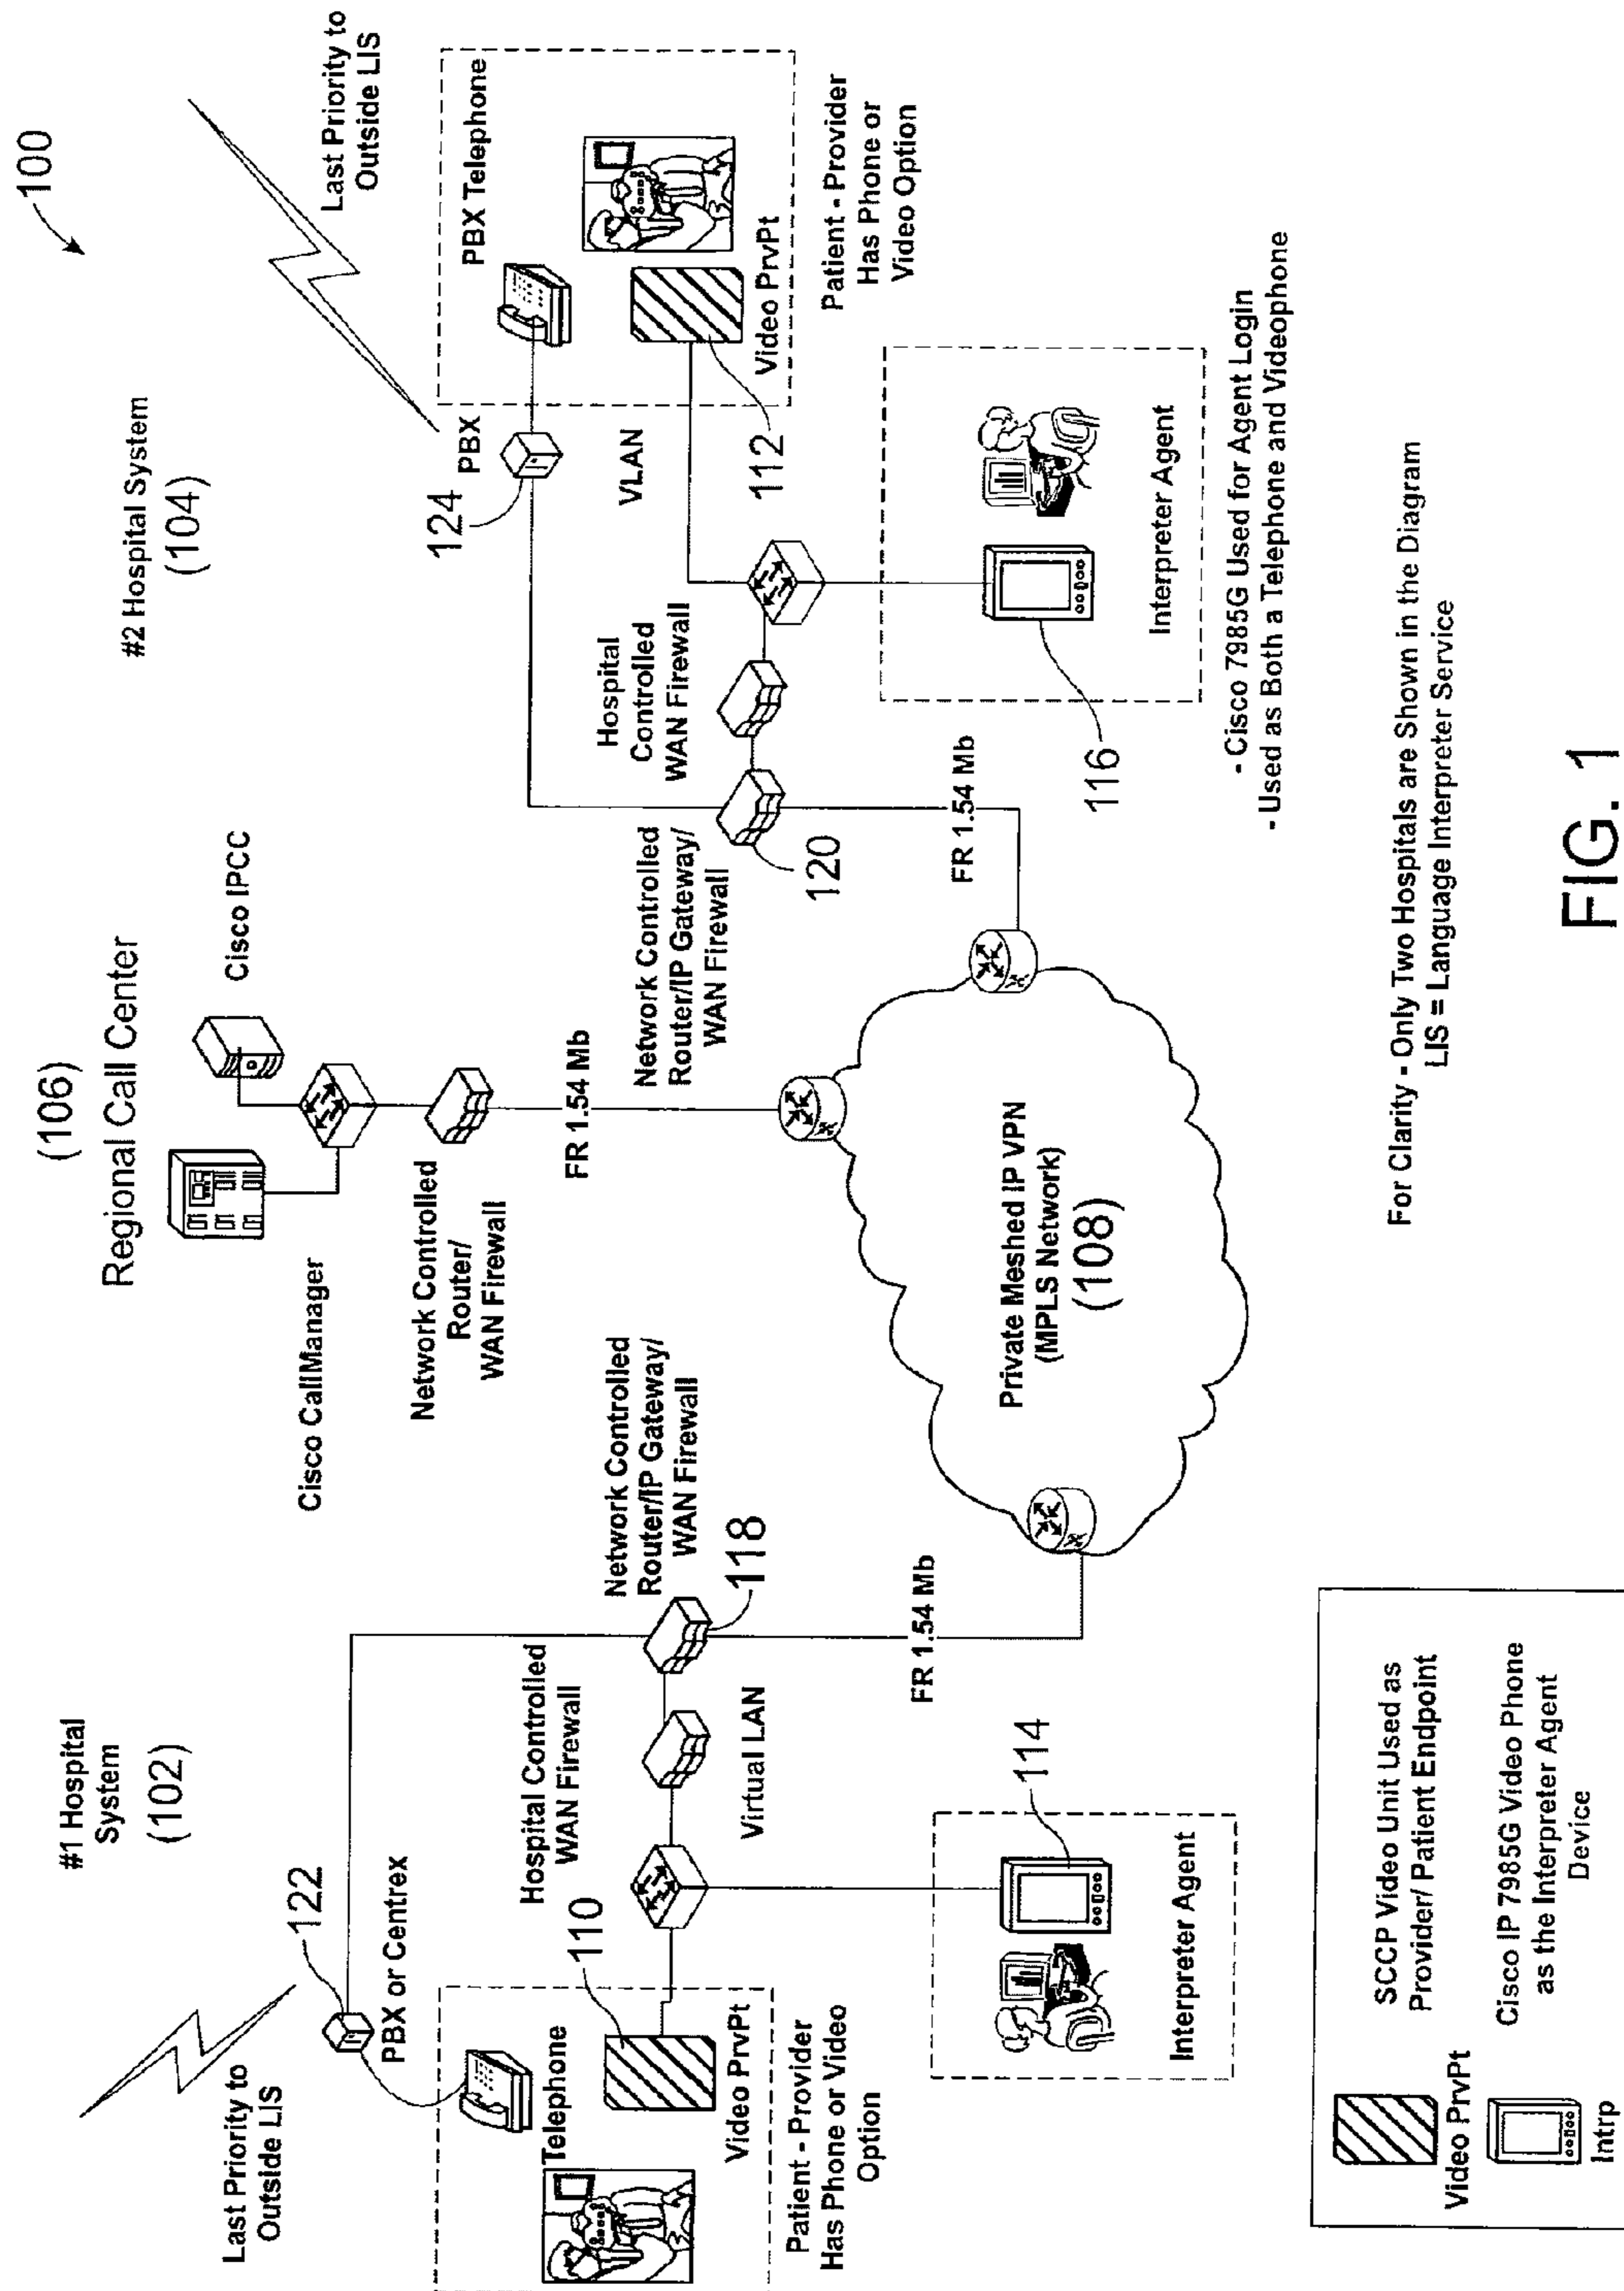 100
#1 Hospital
System
(102)
(106)
Regional Call Center
#2 Hospital System
(104)
Last Priority to
Outside LIS
122
PBX or Centrex
Telephone
110
Video PrvPt
Patient - Provider
Has Phone or Video
Option
Hospital Controlled
WAN Firewall
Virtual LAN
Network Controlled
Router/IP Gateway/
WAN Firewall
118
FR 1.54 Mb
114
Interpreter Agent
Cisco CallManager
Cisco IPCC
Network Controlled
Router/
WAN Firewall
FR 1.54 Mb
Private Meshed IP VPN
(MPLS Network)
(108)
Last Priority to
Outside LIS
124
PBX
PBX Telephone
VLAN
112
Video PrvPt
Patient - Provider
Has Phone or
Video Option
Hospital
Controlled
WAN Firewall
Network Controlled
Router/IP Gateway/
WAN Firewall
120
FR 1.54 Mb
116
Interpreter Agent
- Cisco 7985G Used for Agent Login
- Used as Both a Telephone and Videophone
Video PrvPt
SCCP Video Unit Used as
Provider/ Patient Endpoint
Intrp
Cisco IP 7985G Video Phone
as the Interpreter Agent
Device
For Clarity - Only Two Hospitals are Shown in the Diagram
LIS = Language Interpreter Service
FIG. 1